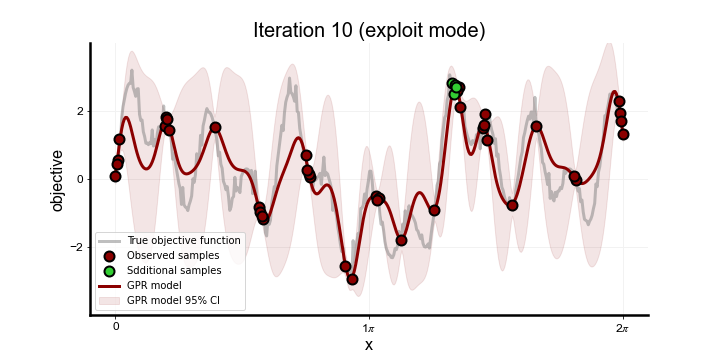 Iteration 10 (exploit mode)
objective
2
0
−2
True objective function
Observed samples
Sdditional samples
GPR model
GPR model 95% CI
0
1π
2π
x